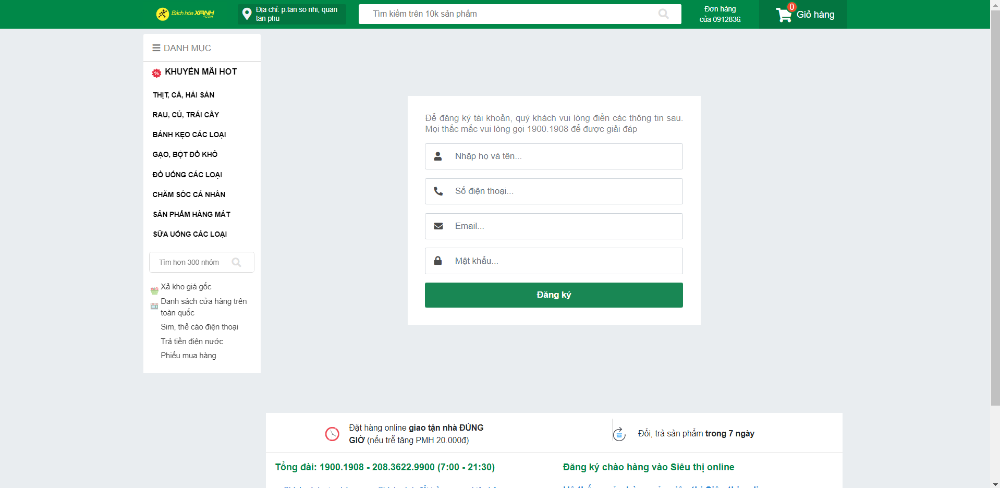 Bách hóa XANH
.COM
Địa chỉ: p.tan so nhi, quan
tan phu
Tìm kiếm trên 10k sản phẩm
Đơn hàng
của 0912836
0
Giỏ hàng
DANH MỤC
% KHUYẾN MÃI HOT
THỊT, CÁ, HẢI SẢN
RAU, CỦ, TRÁI CÂY
BÁNH KẸO CÁC LOẠI
GẠO, BỘT ĐỒ KHÔ
ĐỒ UỐNG CÁC LOẠI
CHĂM SÓC CÁ NHÂN
SẢN PHẨM HÀNG MÁT
SỮA UỐNG CÁC LOẠI
Tìm hơn 300 nhóm
Xả kho giá gốc
Danh sách cửa hàng trên
toàn quốc
Sim, thẻ cào điện thoại
Trả tiền điện nước
Phiếu mua hàng
Để đăng ký tài khoản, quý khách vui lòng điền các thông tin sau.
Mọi thắc mắc vui lòng gọi 1900.1908 để được giải đáp
Nhập họ và tên...
Số điện thoại...
Email...
Mật khẩu...
Đăng ký
Đặt hàng online giao tận nhà ĐÚNG
GIỜ (nếu trễ tặng PMH 20.000đ)
Đổi, trả sản phẩm trong 7 ngày
Tổng đài: 1900.1908 - 208.3622.9900 (7:00 - 21:30)
Đăng ký chào hàng vào Siêu thị online